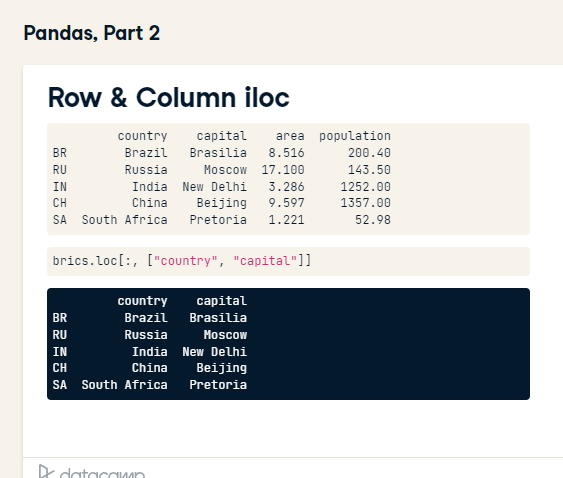 Pandas, Part 2
Row & Column iloc
country capital area population
BR Brazil Brasilia 8.516 200.40
RU Russia Moscow 17.100 143.50
IN India New Delhi 3.286 1252.00
CH China Beijing 9.597 1357.00
SA South Africa Pretoria 1.221 52.98
brics.loc[:, ["country", "capital"]]
country capital
BR Brazil Brasilia
RU Russia Moscow
IN India New Delhi
CH China Beijing
SA South Africa Pretoria
datacamp